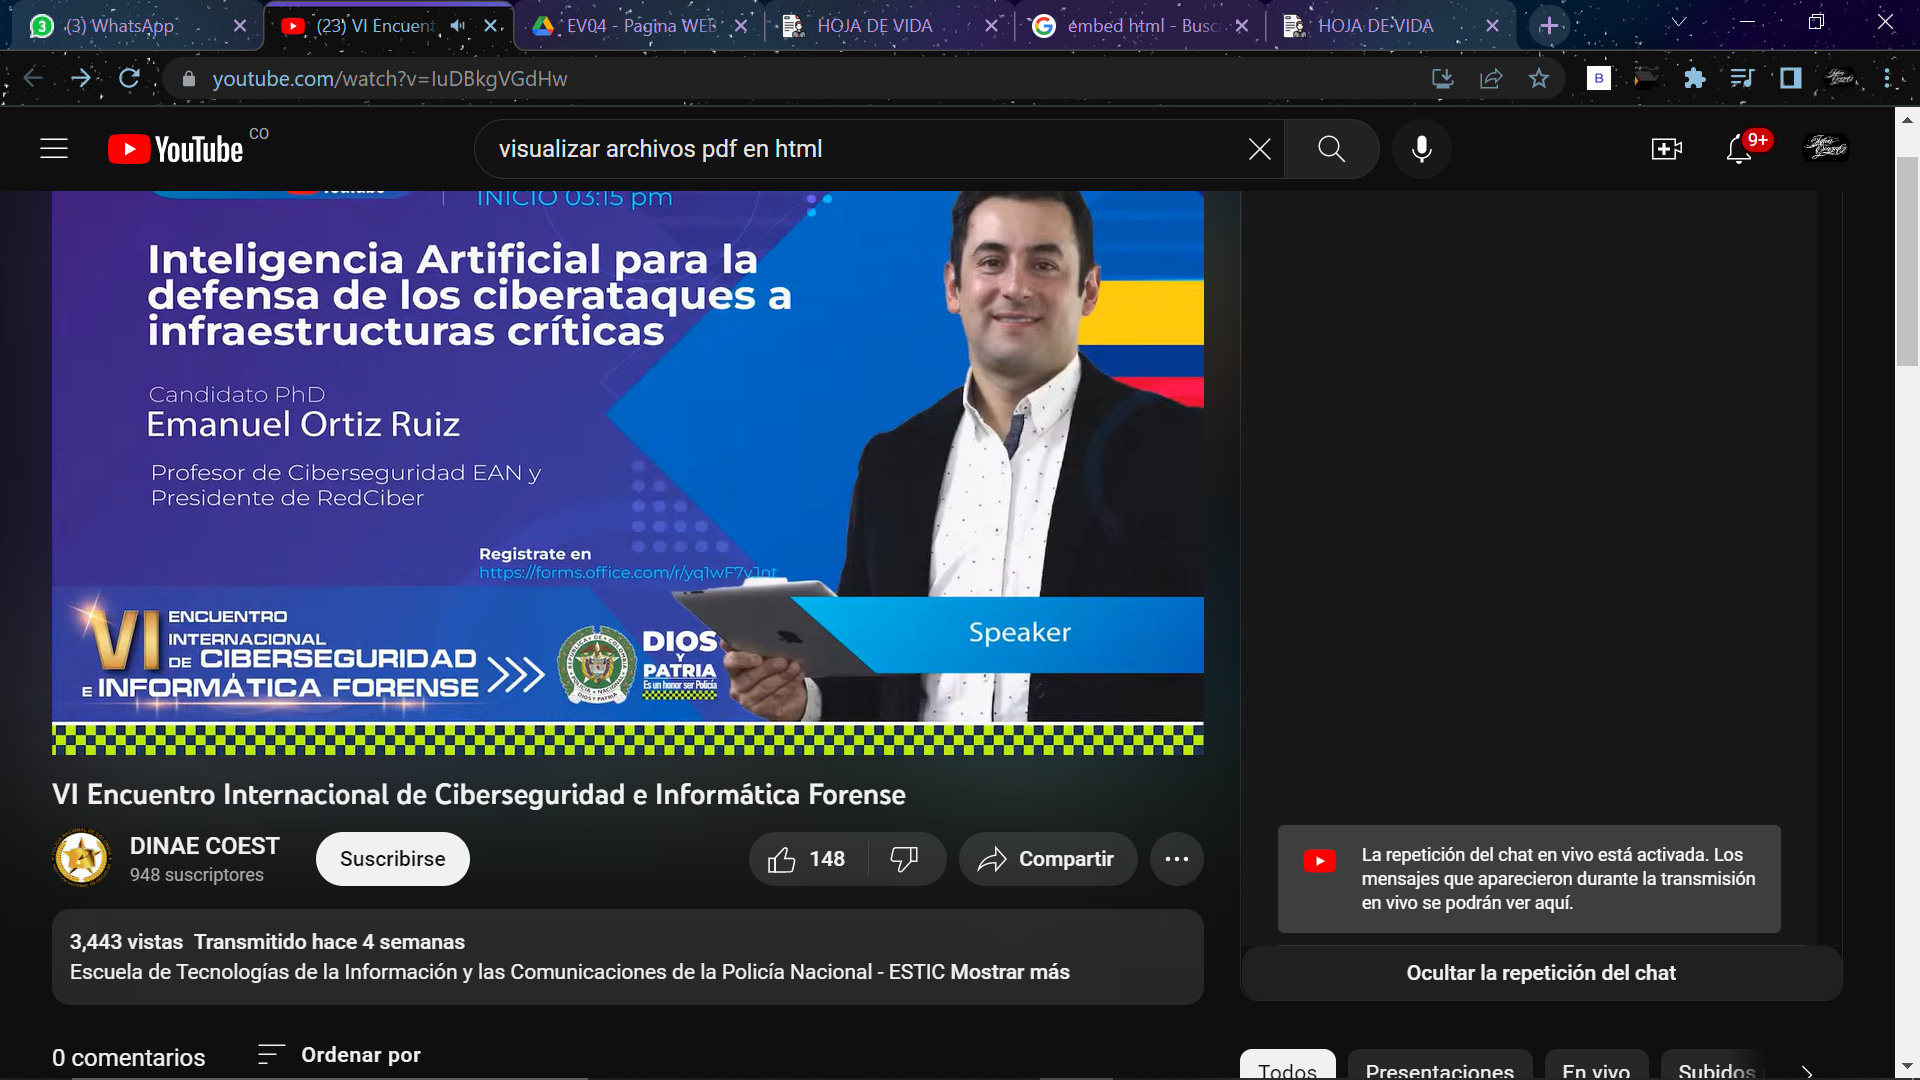 (3) WhatsApp
(23) VI Encuent
EV04 - Pagina WEB
HOJA DE VIDA
embed html - Busc
HOJA DE VIDA
youtube.com/watch?v=IuDBkgVGdHw
B
YouTube CO
visualizar archivos pdf en html
9+
INICIO 03:15 pm
Inteligencia Artificial para la
defensa de los ciberataques a
infraestructuras críticas
Candidato PhD
Emanuel Ortiz Ruiz
Profesor de Ciberseguridad EAN y
Presidente de RedCiber
Registrate en
https://forms.office.com/r/yq1wF7yJnt
VI ENCUENTRO
INTERNACIONAL
DE CIBERSEGURIDAD
E INFORMÁTICA FORENSE
DIOS
Y
PATRIA
Es un honor ser Policía
Speaker
VI Encuentro Internacional de Ciberseguridad e Informática Forense
DINAE COEST
948 suscriptores
Suscribirse
148
Compartir
3,443 vistas Transmitido hace 4 semanas
Escuela de Tecnologías de la Información y las Comunicaciones de la Policía Nacional - ESTIC Mostrar más
0 comentarios
Ordenar por
La repetición del chat en vivo está activada. Los
mensajes que aparecieron durante la transmisión
en vivo se podrán ver aquí.
Ocultar la repetición del chat
Todos
Presentaciones
En vivo
Subidos